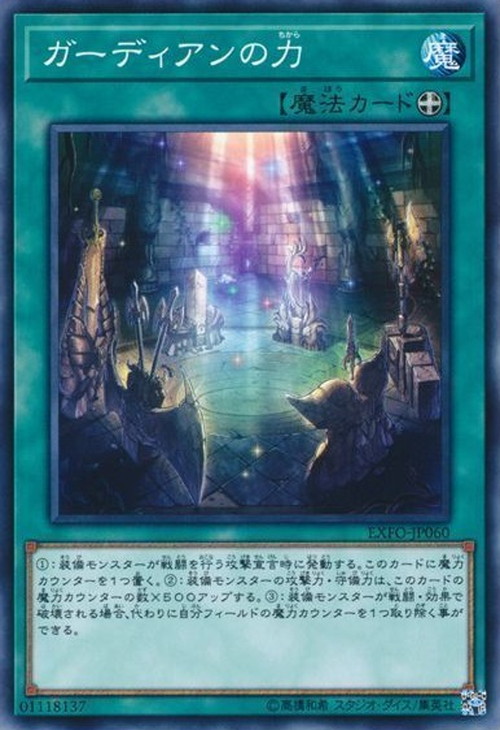 ガーディアンの力
魔
【魔法カード】
EXFO-JP060
①:装備モンスターが戦闘を行う攻撃宣言時に発動する。このカードに魔力
カウンターを1つ置く。②:装備モンスターの攻撃力・守備力は、このカードの
魔力カウンターの数×500アップする。③:装備モンスターが戦闘・効果で
破壊される場合、代わりに自分フィールドの魔力カウンターを1つ取り除く事が
できる。
01118137
©高橋和希 スタジオ・ダイス/集英社